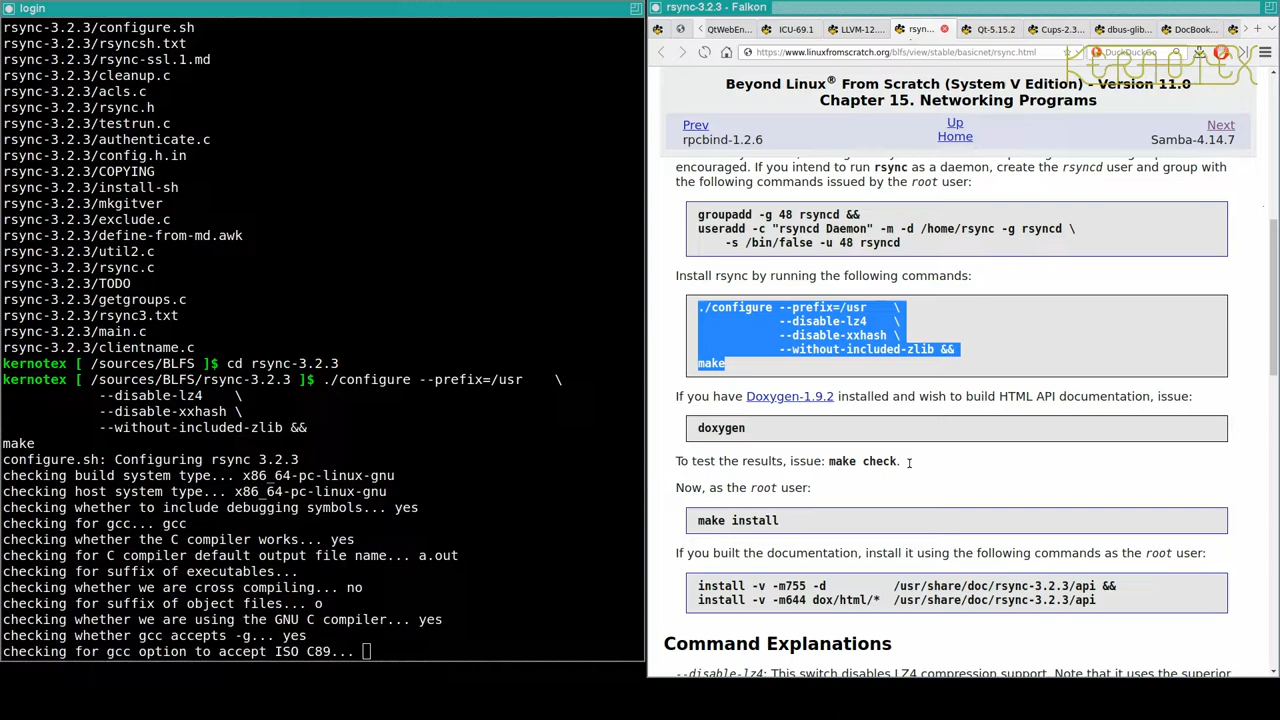 login
rsync-3.2.3/configure.sh
rsync-3.2.3/rsyncsh.txt
rsync-3.2.3/rsync-ssl.1.md
rsync-3.2.3/cleanup.c
rsync-3.2.3/acls.c
rsync-3.2.3/rsync.h
rsync-3.2.3/testrun.c
rsync-3.2.3/authenticate.c
rsync-3.2.3/config.h.in
rsync-3.2.3/COPYING
rsync-3.2.3/install-sh
rsync-3.2.3/mkgitver
rsync-3.2.3/exclude.c
rsync-3.2.3/define-from-md.awk
rsync-3.2.3/util2.c
rsync-3.2.3/rsync.c
rsync-3.2.3/TODO
rsync-3.2.3/getgroups.c
rsync-3.2.3/rsync3.txt
rsync-3.2.3/main.c
rsync-3.2.3/clientname.c
kernotex [ /sources/BLFS ]$ cd rsync-3.2.3
kernotex [ /sources/BLFS/rsync-3.2.3 ]$ ./configure --prefix=/usr    \
            --disable-lz4    \
            --disable-xxhash \
            --without-included-zlib &&
make
configure.sh: Configuring rsync 3.2.3
checking build system type... x86_64-pc-linux-gnu
checking host system type... x86_64-pc-linux-gnu
checking whether to include debugging symbols... yes
checking for gcc... gcc
checking whether the C compiler works... yes
checking for C compiler default output file name... a.out
checking for suffix of executables...
checking whether we are cross compiling... no
checking for suffix of object files... o
checking whether we are using the GNU C compiler... yes
checking whether gcc accepts -g... yes
checking for gcc option to accept ISO C89...
rsync-3.2.3 - Falkon
QtWebEn... ICU-69.1 LLVM-12.... rsyn... Qt-5.15.2 Cups-2.3... dbus-glib... DocBook...
https://www.linuxfromscratch.org/blfs/view/stable/basicnet/rsync.html DuckDuckGo
KERNOTEX
Beyond Linux® From Scratch (System V Edition) - Version 11.0
Chapter 15. Networking Programs
Prev Up Next
rpcbind-1.2.6 Home Samba-4.14.7
encouraged. If you intend to run rsync as a daemon, create the rsyncd user and group with
the following commands issued by the root user:
groupadd -g 48 rsyncd &&
useradd -c "rsyncd Daemon" -m -d /home/rsync -g rsyncd \
    -s /bin/false -u 48 rsyncd
Install rsync by running the following commands:
./configure --prefix=/usr    \
            --disable-lz4    \
            --disable-xxhash \
            --without-included-zlib &&
make
If you have Doxygen-1.9.2 installed and wish to build HTML API documentation, issue:
doxygen
To test the results, issue: make check.
Now, as the root user:
make install
If you built the documentation, install it using the following commands as the root user:
install -v -m755 -d          /usr/share/doc/rsync-3.2.3/api &&
install -v -m644 dox/html/*  /usr/share/doc/rsync-3.2.3/api
Command Explanations
--disable-lz4: This switch disables LZ4 compression support. Note that it uses the superior